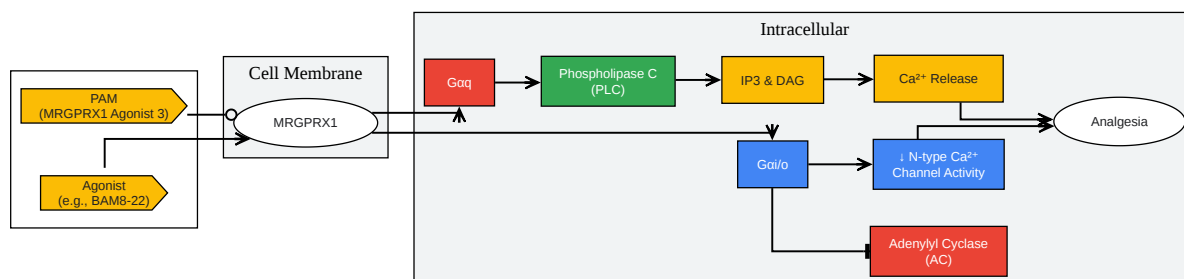 Intracellular
Cell Membrane
PAM
(MRGPRX1 Agonist 3)
Agonist
(e.g., BAM8-22)
MRGPRX1
Gαq
Phospholipase C
(PLC)
IP3 & DAG
Ca²⁺ Release
Analgesia
Gαi/o
↓ N-type Ca²⁺
Channel Activity
Adenylyl Cyclase
(AC)